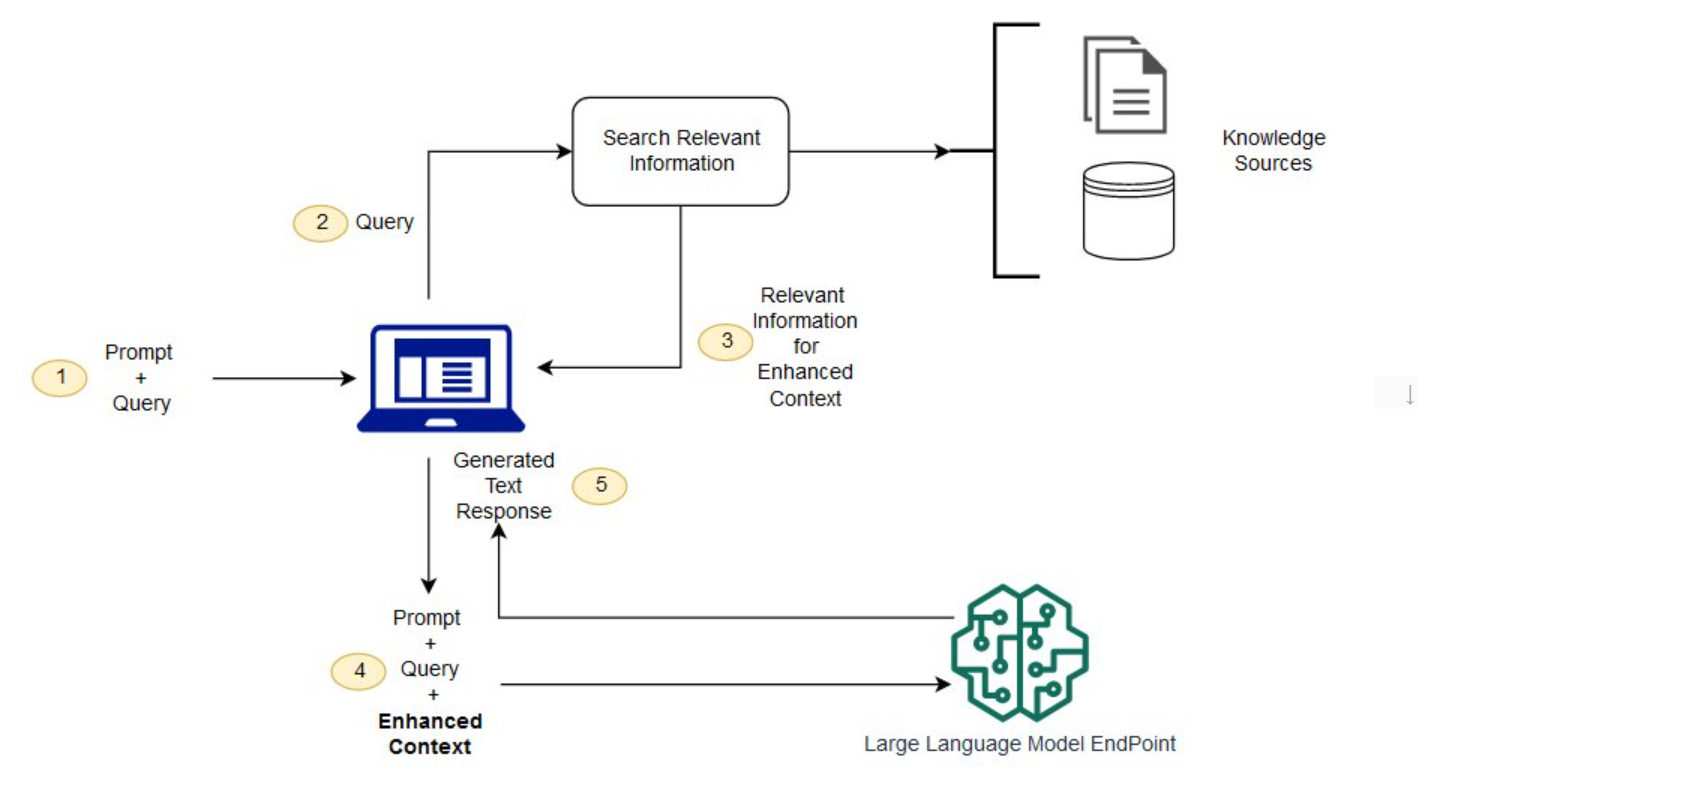 Search Relevant
Information
Knowledge
Sources
2
Query
Relevant
Information
for
Enhanced
Context
3
1
Prompt
+
Query
Generated
Text
Response
5
Prompt
+
Query
+
Enhanced
Context
4
Large Language Model EndPoint